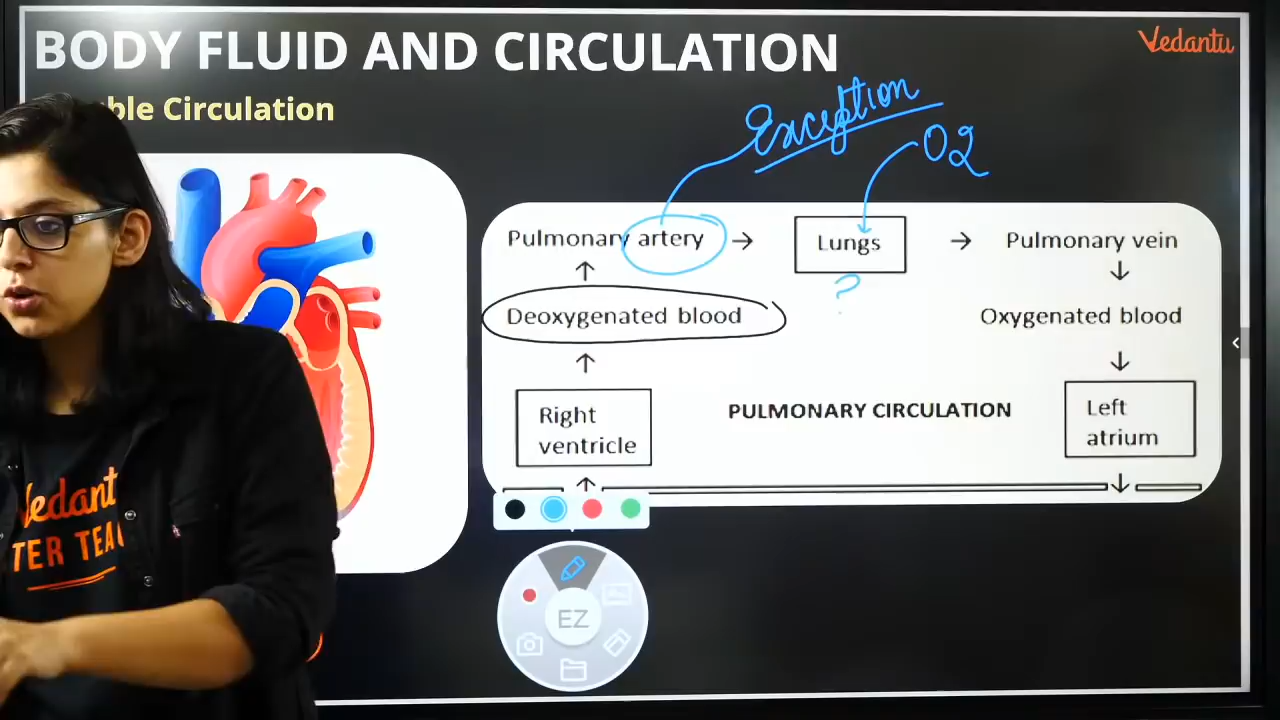 BODY FLUID AND CIRCULATION
Vedantu
ble Circulation
Exception
O2
Pulmonary artery → Lungs → Pulmonary vein
?
Deoxygenated blood
Oxygenated blood
Right
ventricle
PULMONARY CIRCULATION
Left
atrium
Vedant
TER TEA
EZ